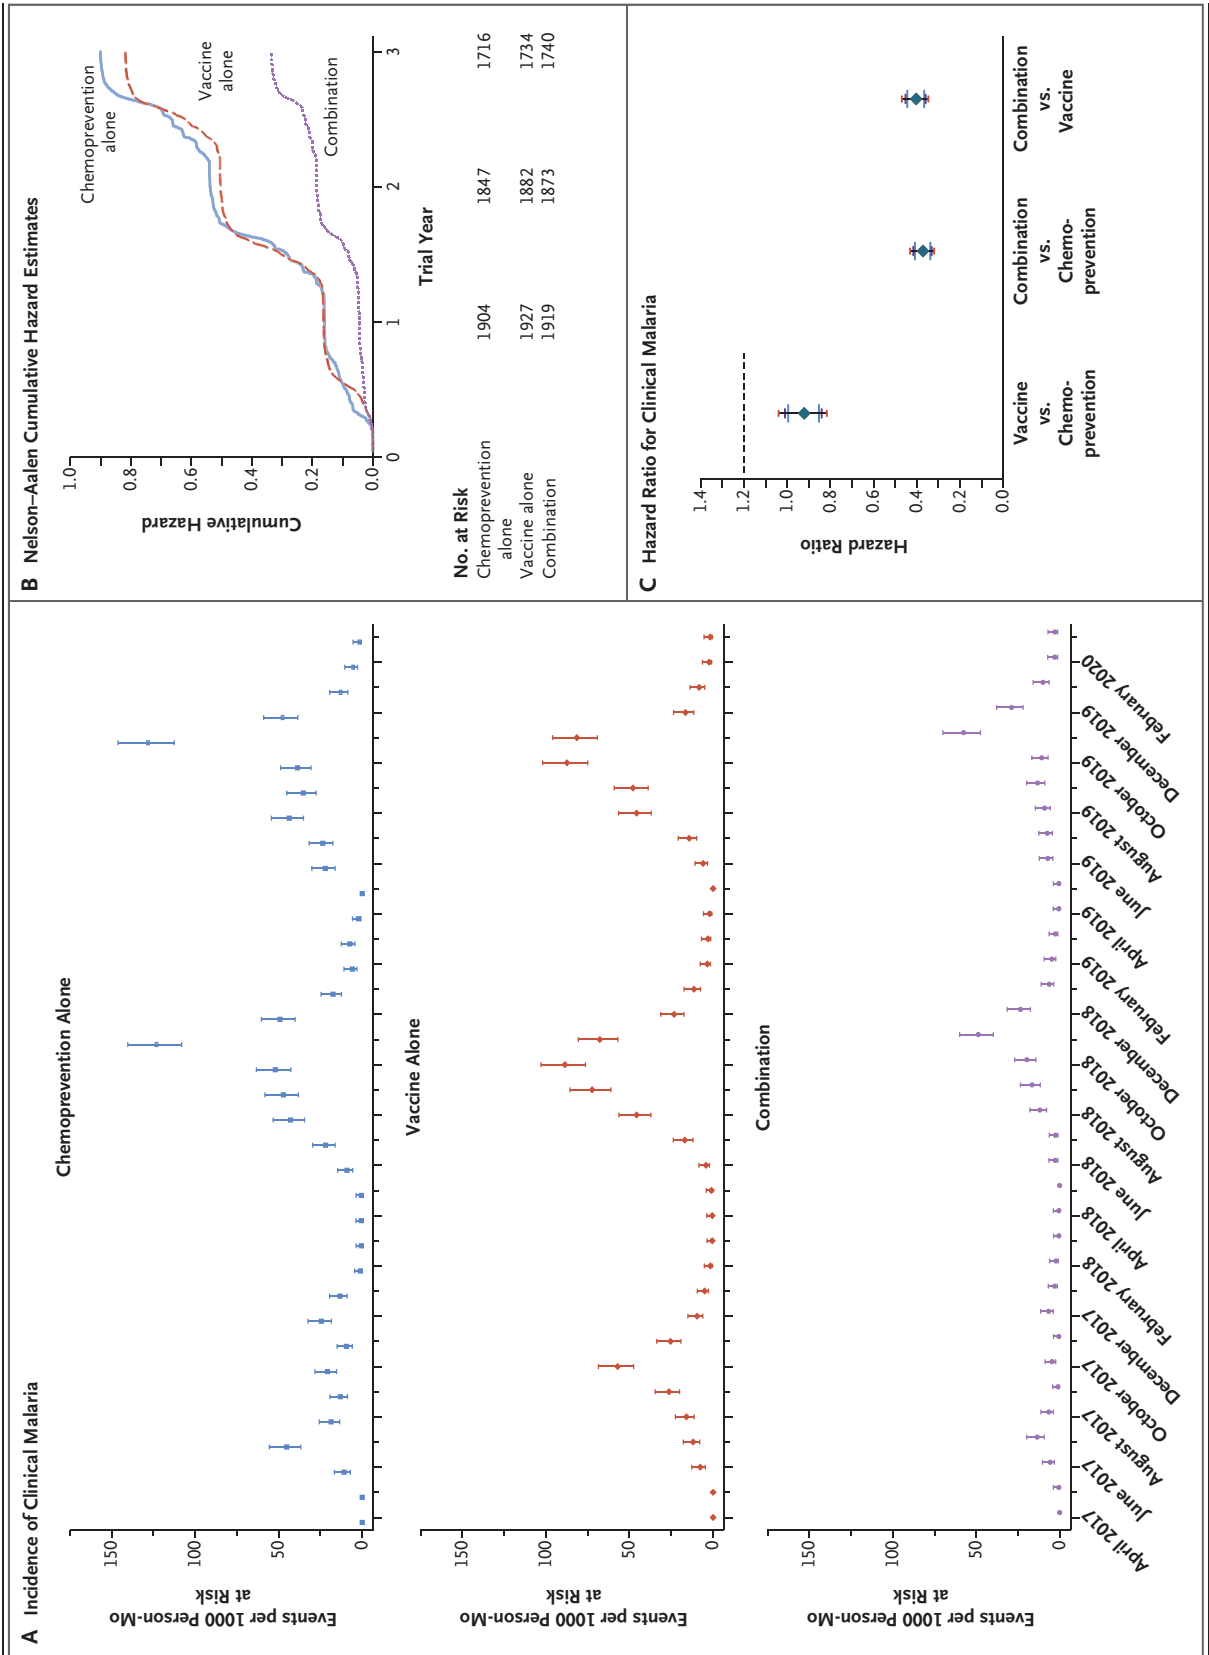 A Incidence of Clinical Malaria
Chemoprevention Alone
Events per 1000 Person-Mo
at Risk
150
100
50
0
Vaccine Alone
Events per 1000 Person-Mo
at Risk
150
100
50
0
Combination
Events per 1000 Person-Mo
at Risk
150
100
50
0
April 2017
June 2017
August 2017
October 2017
December 2017
February 2018
April 2018
June 2018
August 2018
October 2018
December 2018
February 2019
April 2019
June 2019
August 2019
October 2019
December 2019
February 2020
B Nelson–Aalen Cumulative Hazard Estimates
Cumulative Hazard
1.0
0.8
0.6
0.4
0.2
0.0
Chemoprevention
alone
Vaccine
alone
Combination
0 1 2 3
Trial Year
No. at Risk
Chemoprevention
alone 1904 1847 1716
Vaccine alone 1927 1882 1734
Combination 1919 1873 1740
C Hazard Ratio for Clinical Malaria
Hazard Ratio
1.4
1.2
1.0
0.8
0.6
0.4
0.2
0.0
Vaccine
vs.
Chemo-
prevention
Combination
vs.
Chemo-
prevention
Combination
vs.
Vaccine